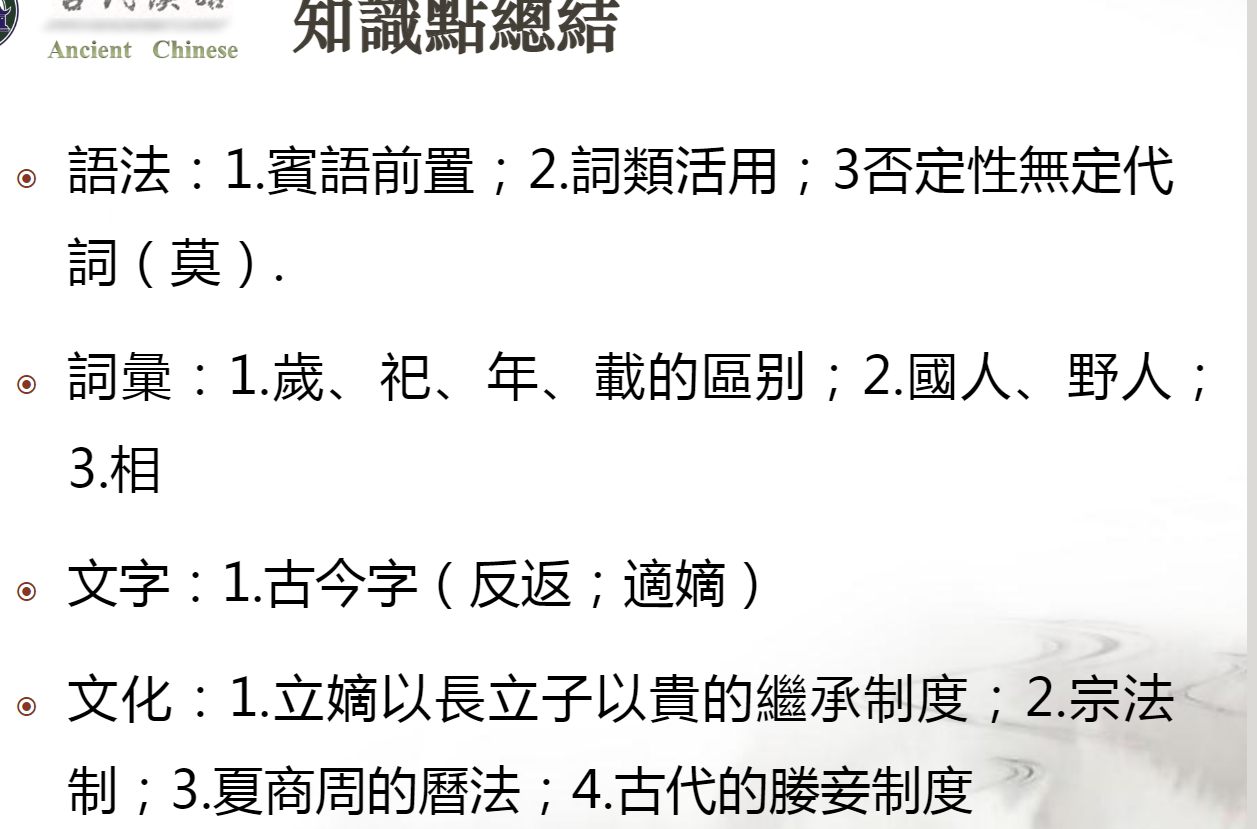 Ancient Chinese
知識點總結
語法：1.賓語前置；2.詞類活用；3否定性無定代
詞（莫）.
詞彙：1.歲、祀、年、載的區别；2.國人、野人；
3.相
文字：1.古今字（反返；適嫡）
文化：1.立嫡以長立子以貴的繼承制度；2.宗法
制；3.夏商周的曆法；4.古代的媵妾制度